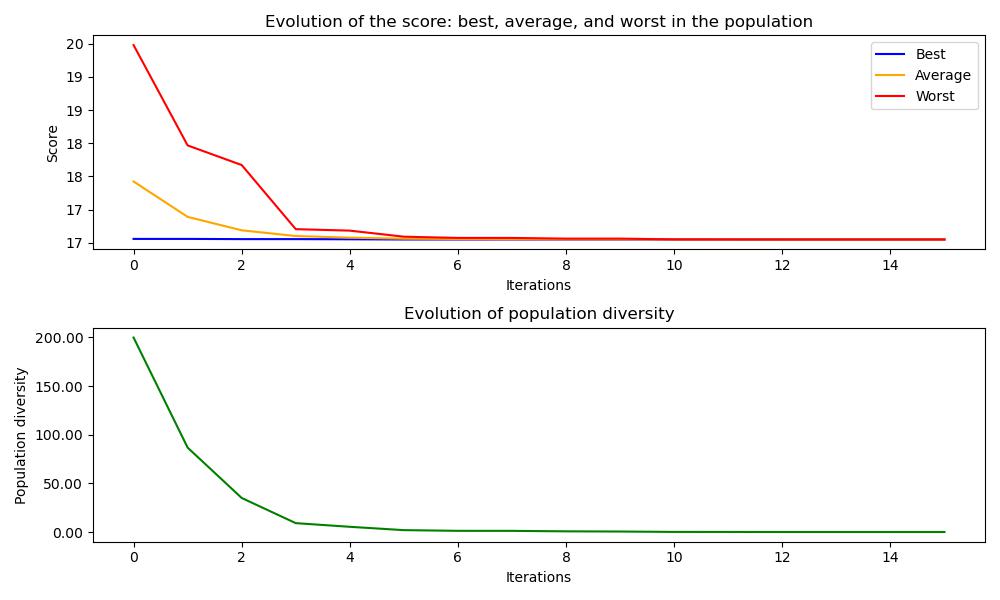 Evolution of the score: best, average, and worst in the population
20
19
19
18
18
17
17
Score
Best
Average
Worst
0 2 4 6 8 10 12 14
Iterations
Evolution of population diversity
200.00
150.00
100.00
50.00
0.00
Population diversity
0 2 4 6 8 10 12 14
Iterations